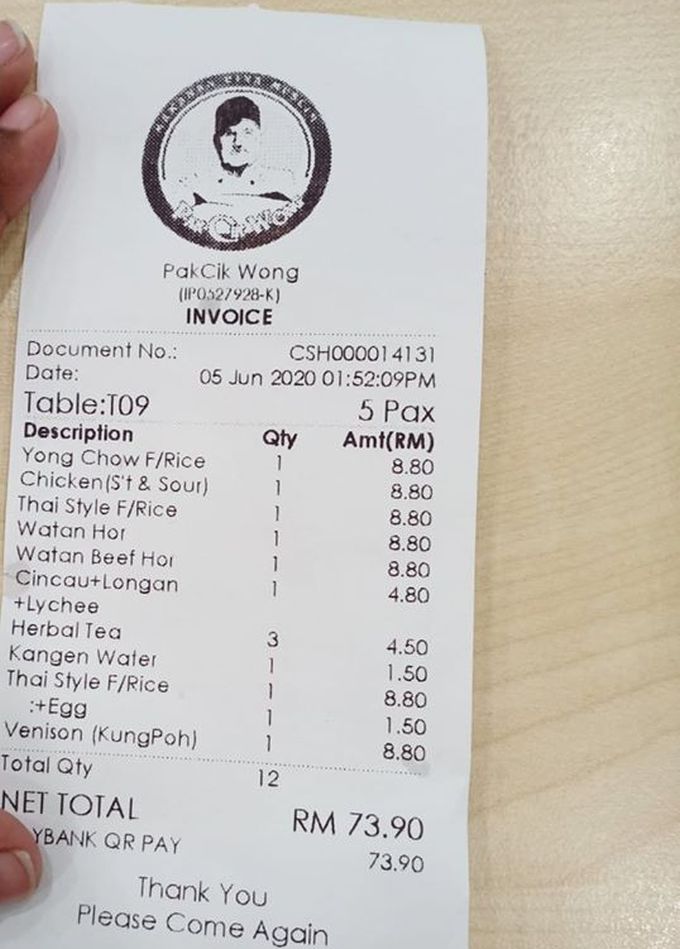 PakCik Wong
PakCik Wong
INVOICE
Document No.: CSH000014131
Date: 05 Jun 2020 01:52:09PM
Table:T09 5 Pax
Description Qty Amt(RM)
Yong Chow F/Rice 1 8.80
Chicken(S't & Sour) 1 8.80
Thai Style F/Rice 1 8.80
Watan Hor 1 8.80
Watan Beef Hor 1 8.80
Cincau+Longan 1 4.80
+Lychee
Herbal Tea 3 4.50
Kangen Water 1 1.50
Thai Style F/Rice 1 8.80
:+Egg 1 1.50
Venison (KungPoh) 1 8.80
Total Qty 12
NET TOTAL RM 73.90
YBANK QR PAY 73.90
Thank You
Please Come Again